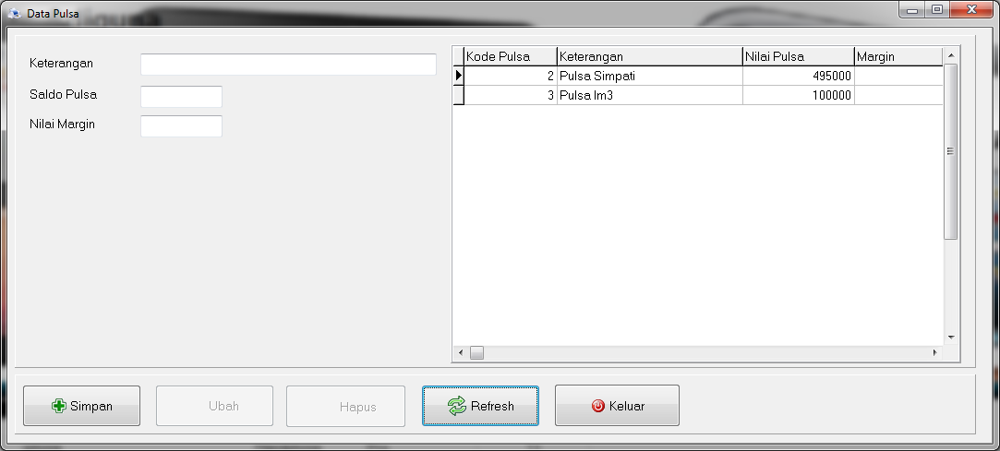 Data Pulsa
Keterangan
Saldo Pulsa
Nilai Margin
Kode Pulsa Keterangan Nilai Pulsa Margin
2 Pulsa Simpati 495000
3 Pulsa Im3 100000
Simpan Ubah Hapus Refresh Keluar